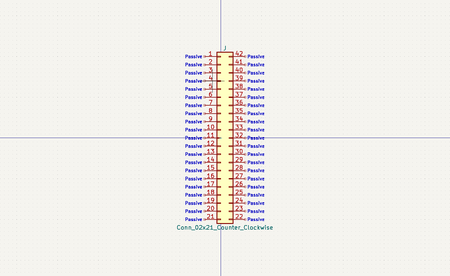 J
Passive 1 42 Passive
Passive 2 41 Passive
Passive 3 40 Passive
Passive 4 39 Passive
Passive 5 38 Passive
Passive 6 37 Passive
Passive 7 36 Passive
Passive 8 35 Passive
Passive 9 34 Passive
Passive 10 33 Passive
Passive 11 32 Passive
Passive 12 31 Passive
Passive 13 30 Passive
Passive 14 29 Passive
Passive 15 28 Passive
Passive 16 27 Passive
Passive 17 26 Passive
Passive 18 25 Passive
Passive 19 24 Passive
Passive 20 23 Passive
Passive 21 22 Passive
Conn_02x21_Counter_Clockwise